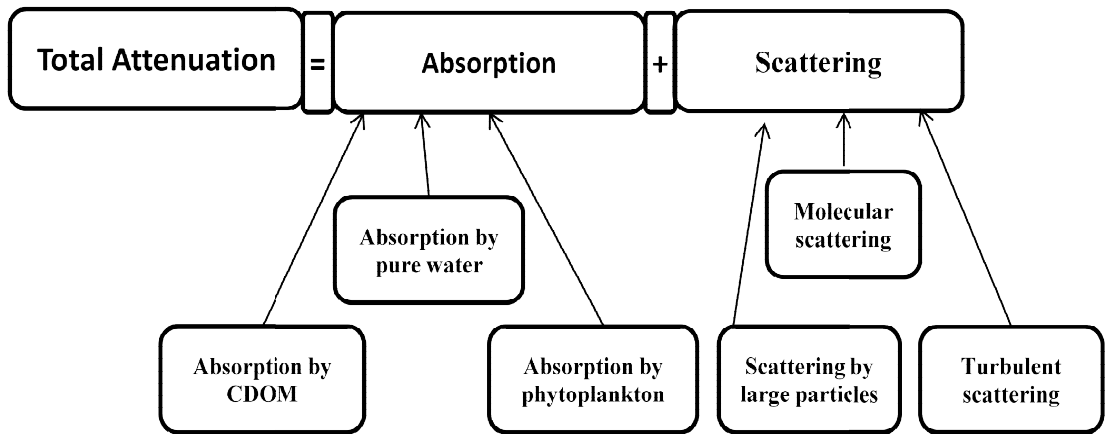 Total Attenuation = Absorption + Scattering
Molecular
scattering
Absorption by
pure water
Absorption by
CDOM
Absorption by
phytoplankton
Scattering by
large particles
Turbulent
scattering